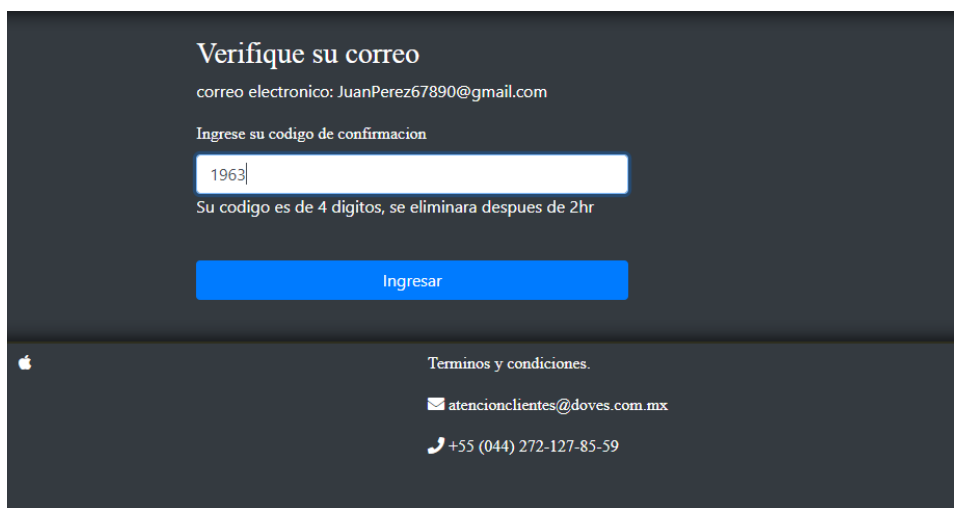 Verifique su correo
correo electronico: JuanPerez67890@gmail.com
Ingrese su codigo de confirmacion
1963
Su codigo es de 4 digitos, se eliminara despues de 2hr
Ingresar
Terminos y condiciones.
atencionclientes@doves.com.mx
+55 (044) 272-127-85-59